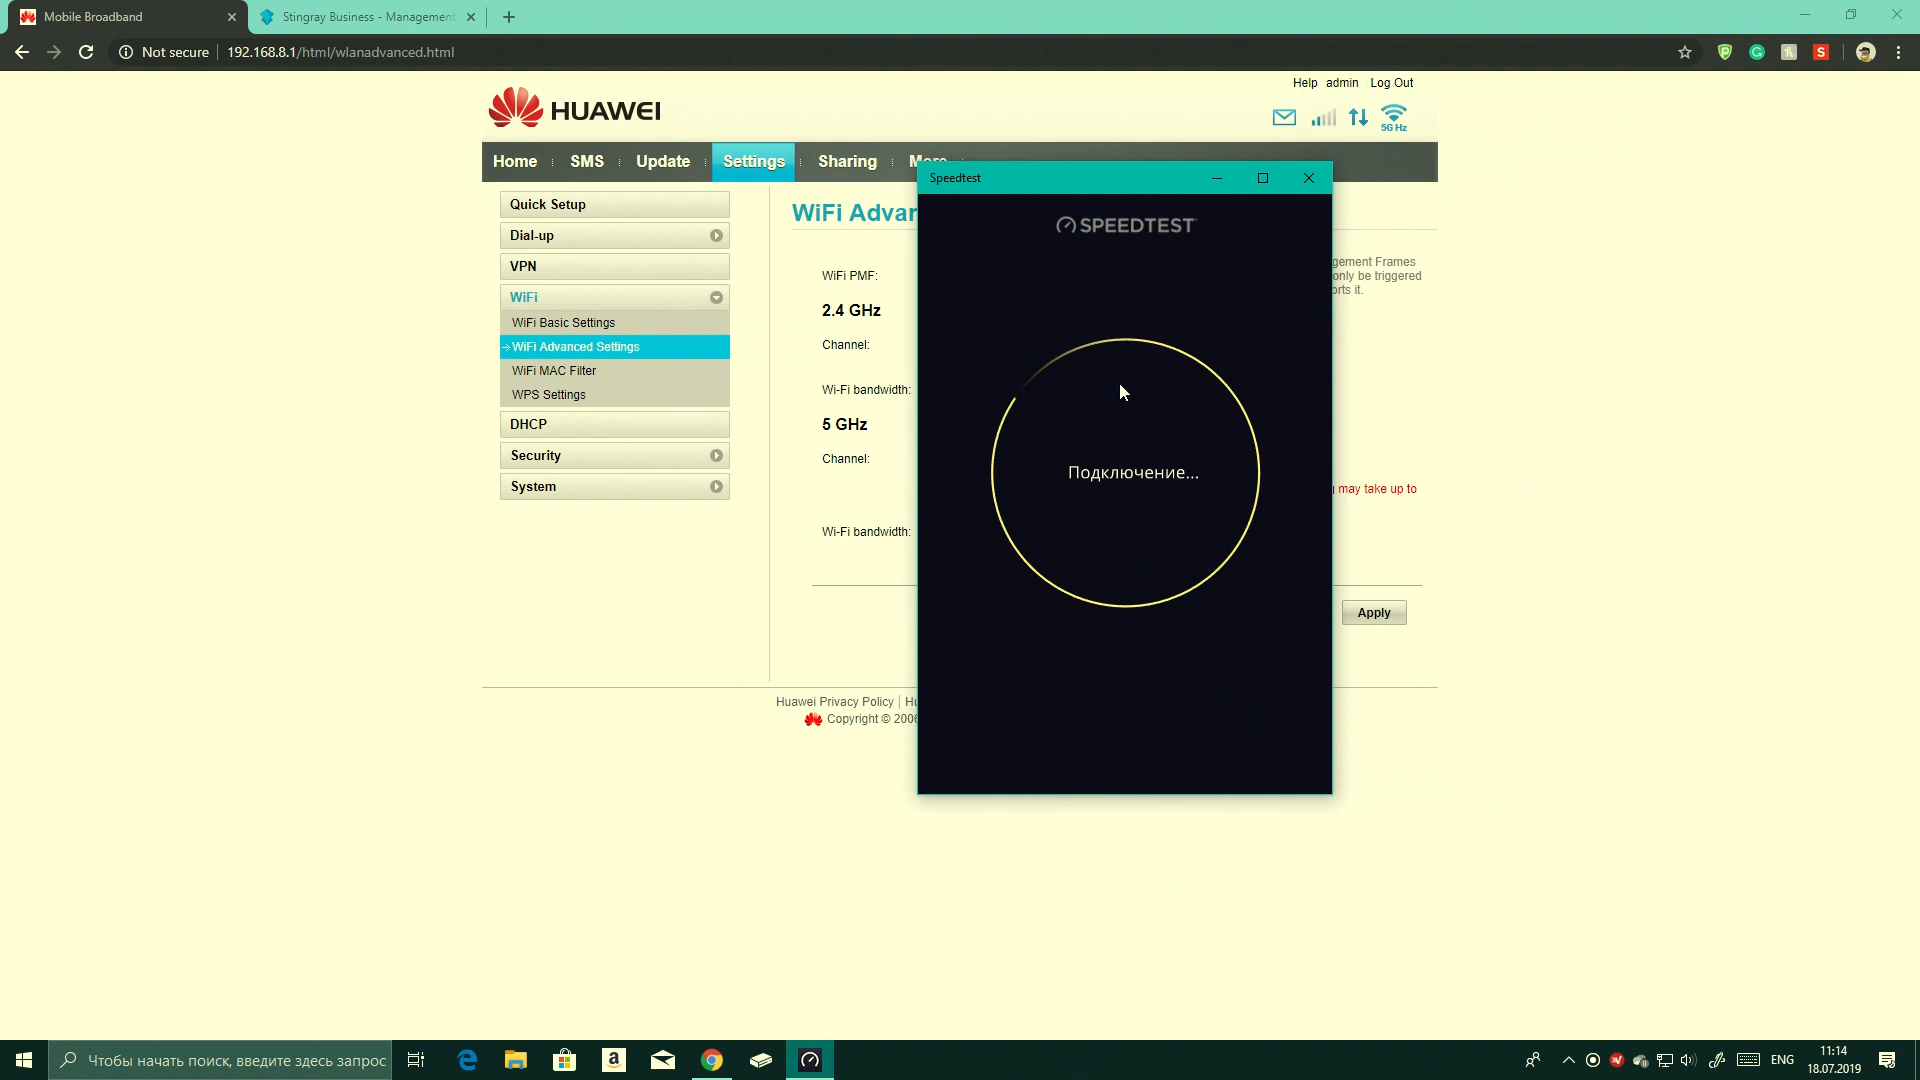 Mobile Broadband
Stingray Business - Management
Not secure
192.168.8.1/html/wlanadvanced.html
Help admin Log Out
HUAWEI
5G Hz
Home SMS Update Settings Sharing More
Speedtest
SPEEDTEST
Подключение...
Quick Setup
Dial-up
VPN
WiFi
WiFi Basic Settings
WiFi Advanced Settings
WiFi MAC Filter
WPS Settings
DHCP
Security
System
WiFi Advan
WiFi PMF:
gement Frames
only be triggered
orts it.
2.4 GHz
Channel:
Wi-Fi bandwidth:
5 GHz
Channel:
may take up to
Wi-Fi bandwidth:
Apply
Huawei Privacy Policy
Copyright © 2006
Чтобы начать поиск, введите здесь запрос
ENG
11:14
18.07.2019